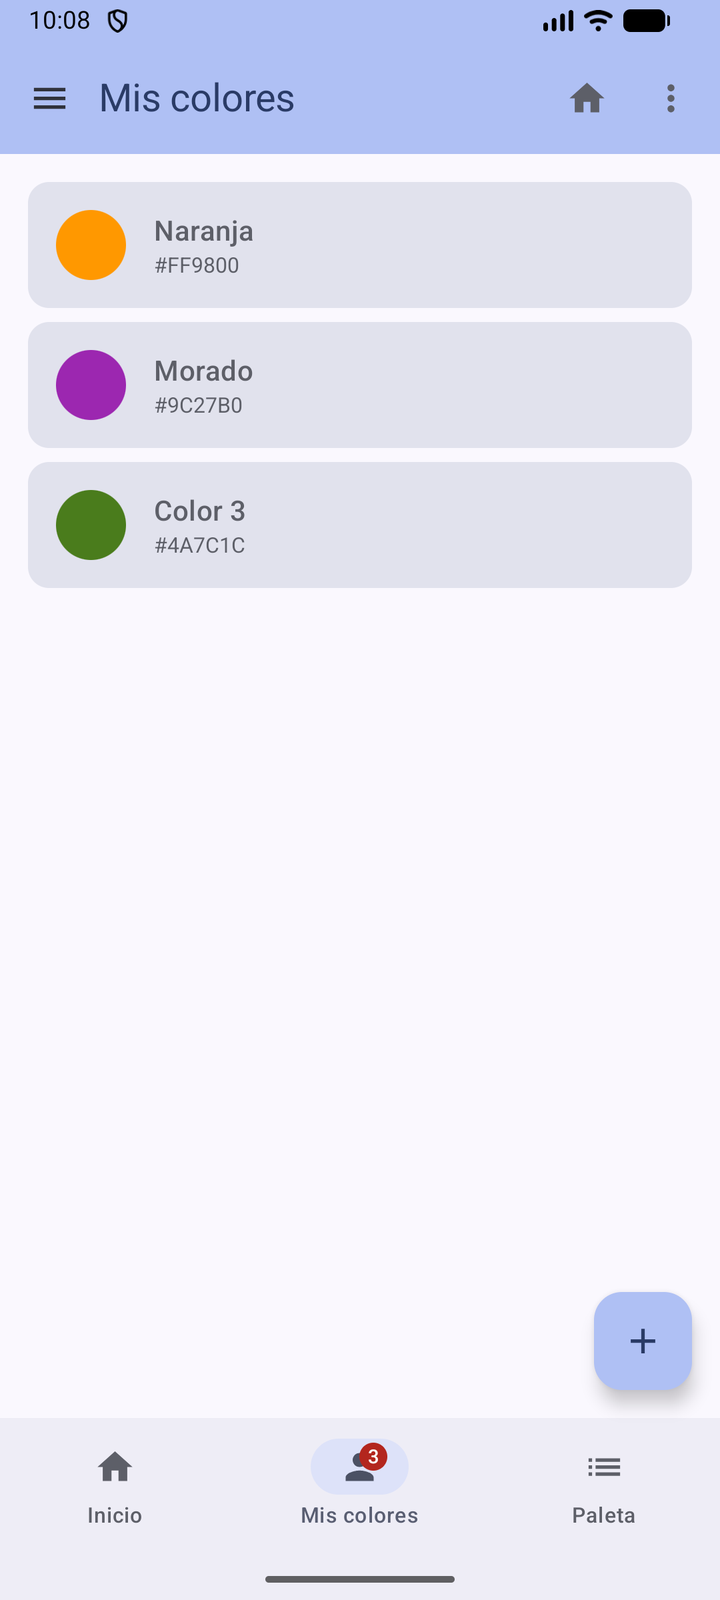 10:08
Mis colores
Naranja
#FF9800
Morado
#9C27B0
Color 3
#4A7C1C
3
Inicio
Mis colores
Paleta